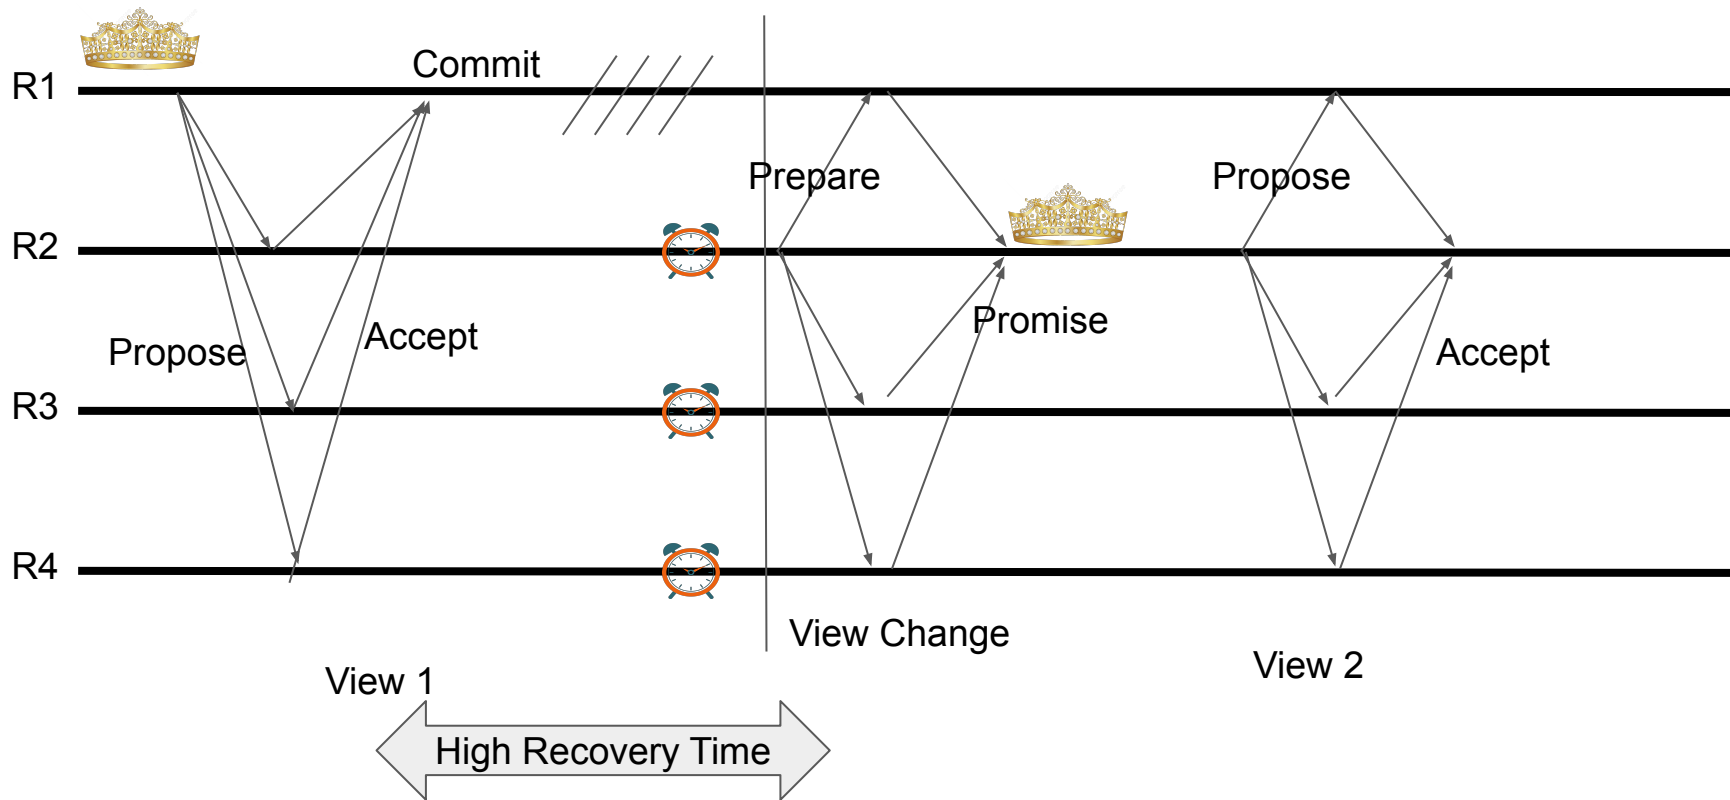 Commit
R1
Prepare
Propose
R2
Promise
Accept
Propose
Accept
R3
R4
View Change
View 2
View 1
High Recovery Time